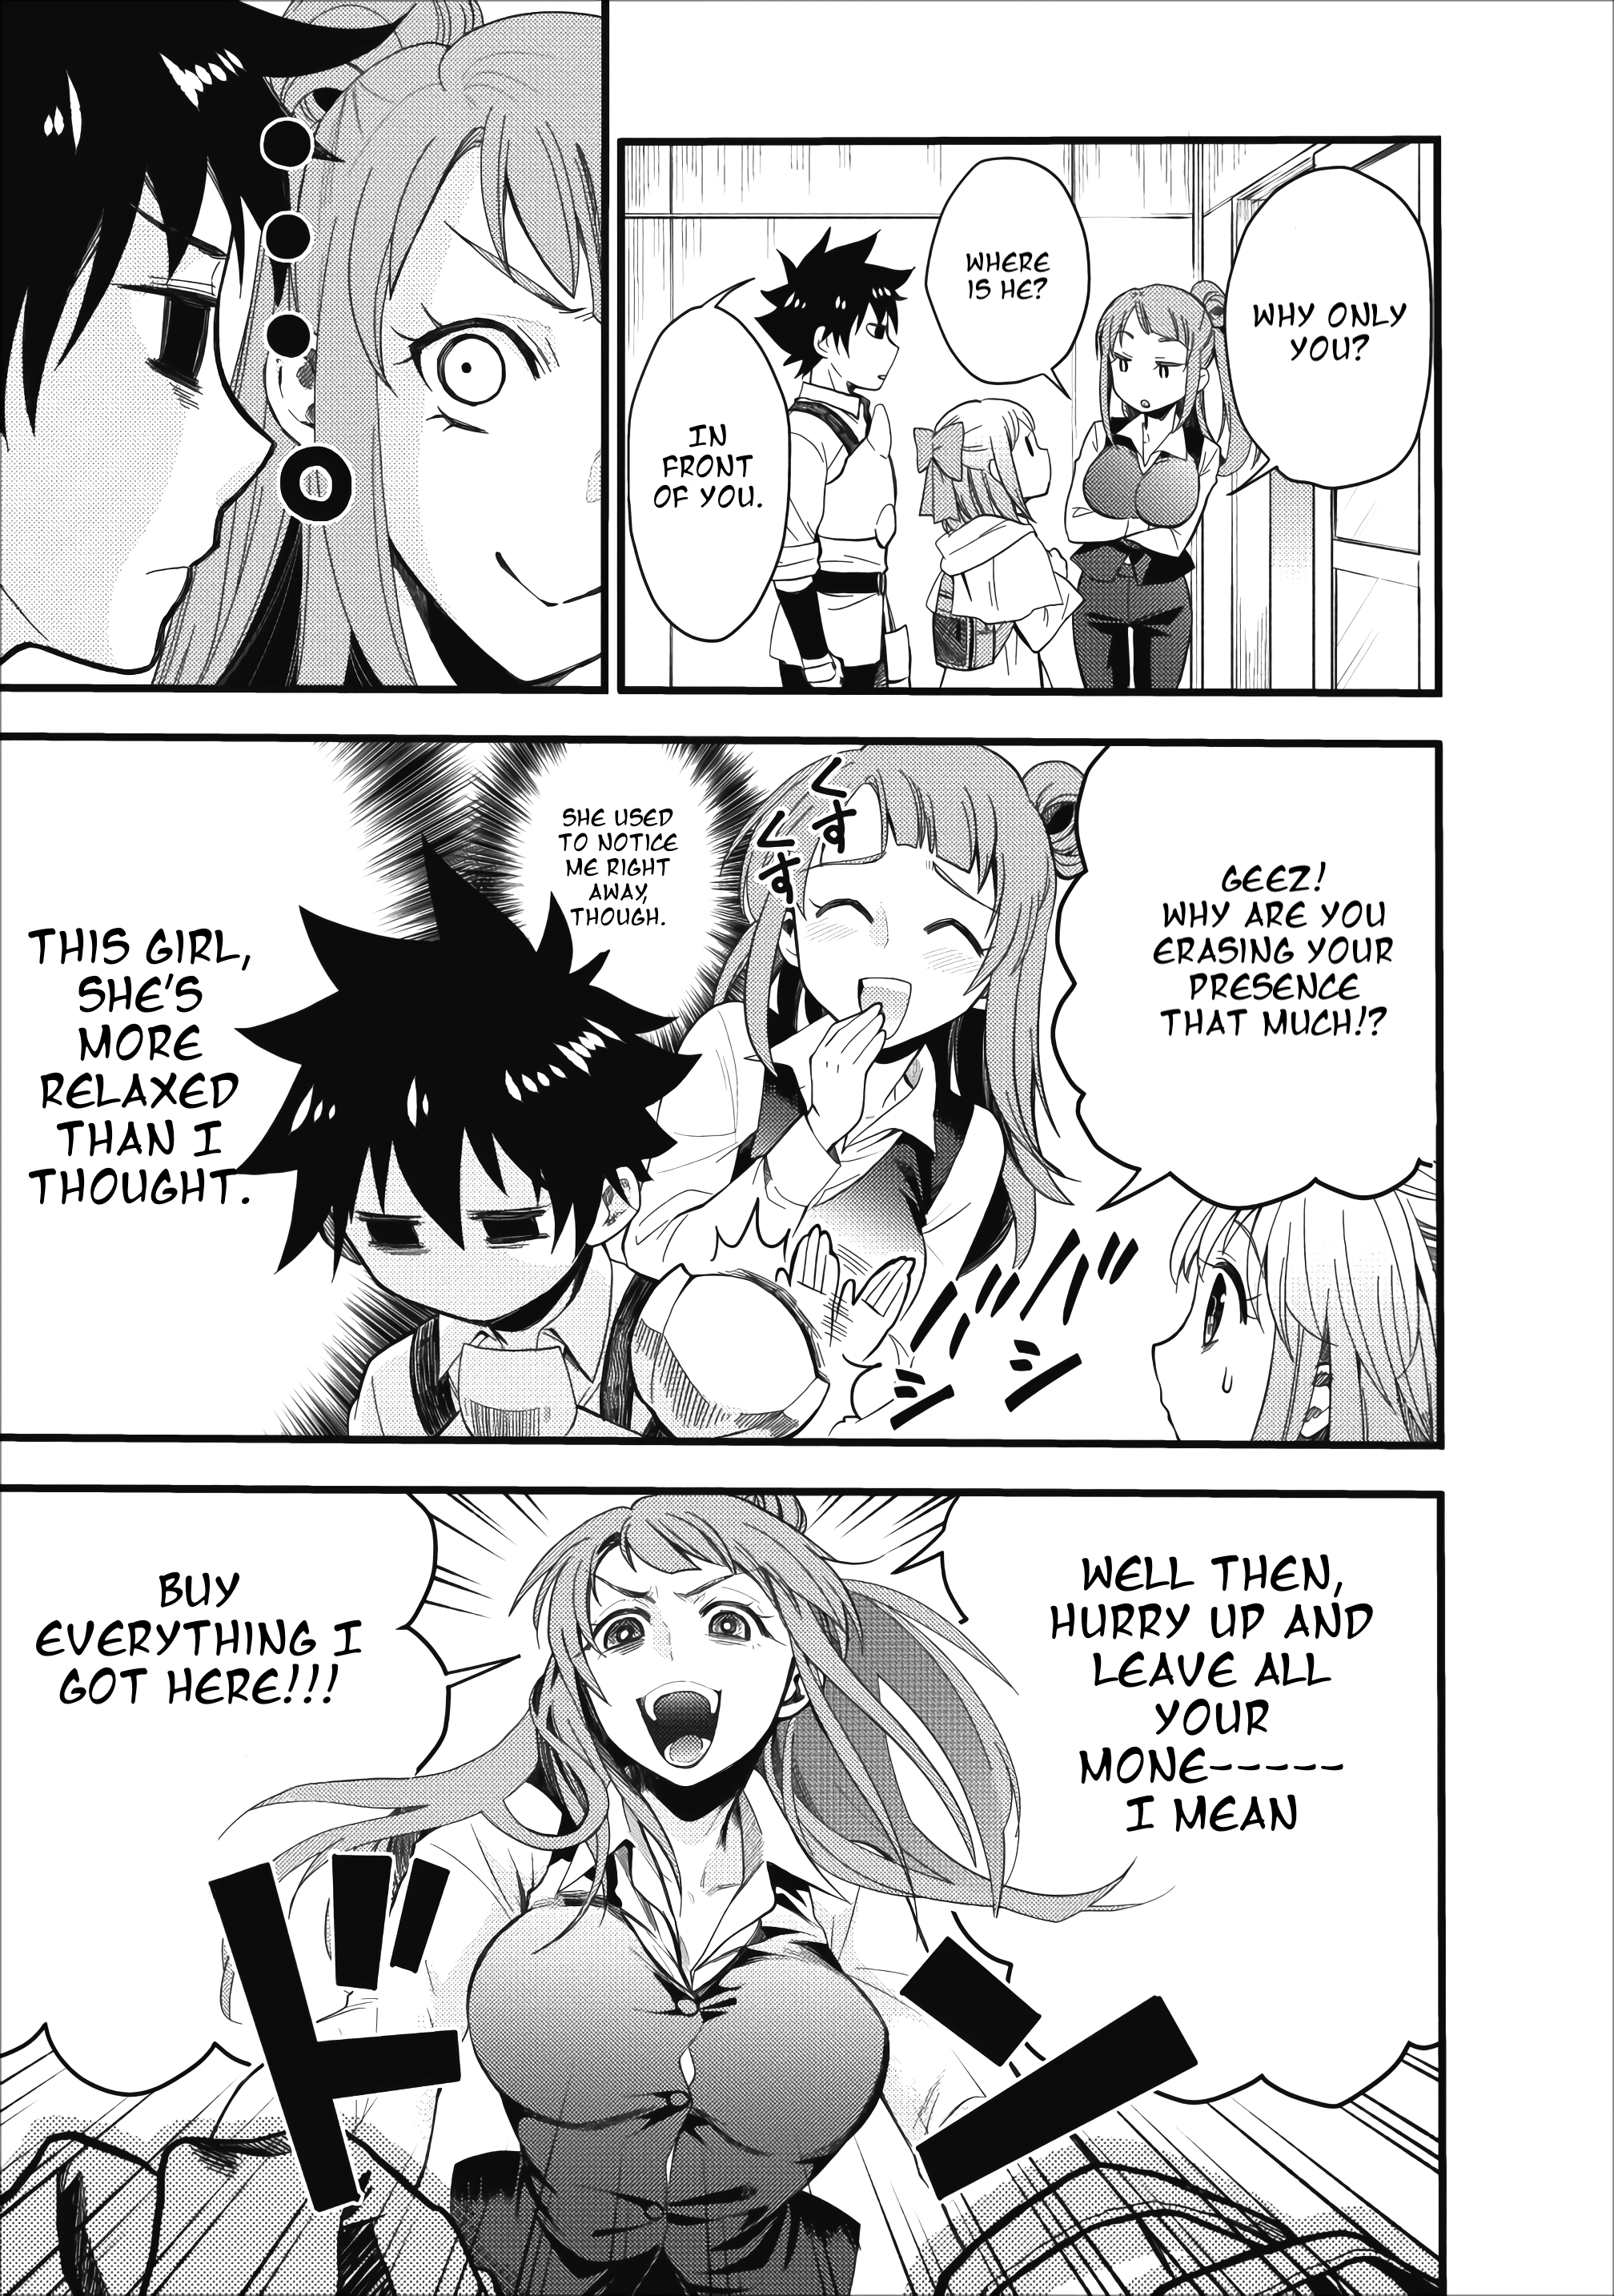 WHY ONLY
YOU?
WHERE
IS HE?
IN
FRONT
OF YOU.
GEEZ!
WHY ARE YOU
ERASING YOUR
PRESENCE
THAT MUCH!?
くす
くす
バシ
バシ
SHE USED
TO NOTICE
ME RIGHT
AWAY,
THOUGH.
THIS GIRL,
SHE'S
MORE
RELAXED
THAN I
THOUGHT.
WELL THEN,
HURRY UP AND
LEAVE ALL
YOUR
MONE-----
I MEAN
BUY
EVERYTHING I
GOT HERE!!!
ドン